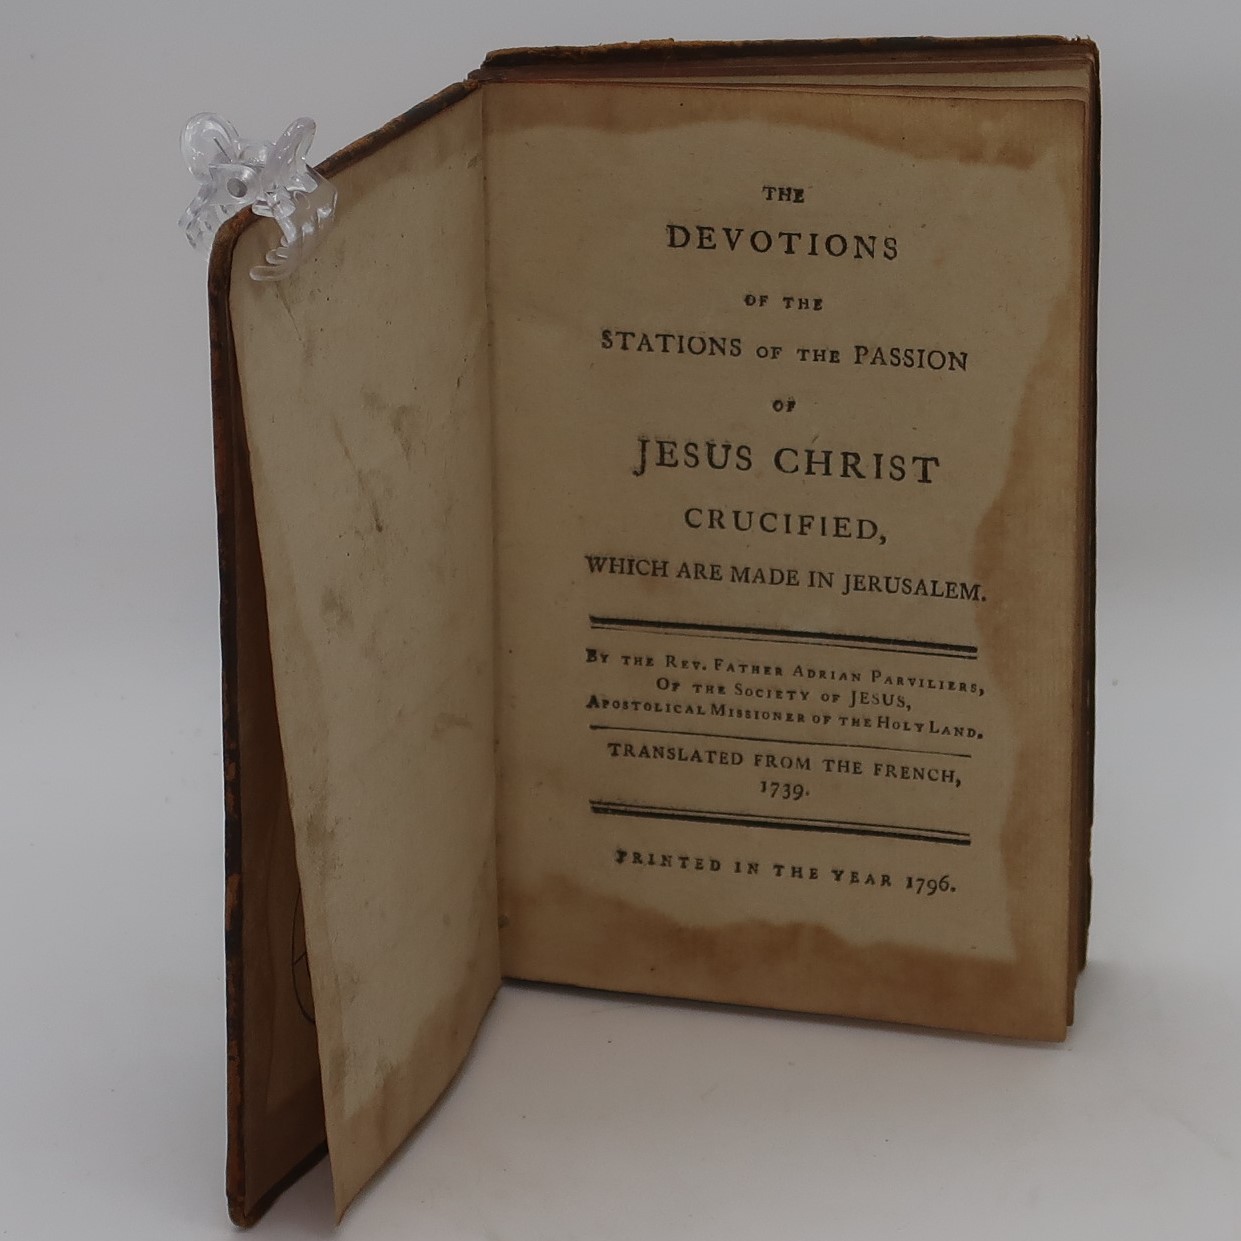 THE
DEVOTIONS
OF THE
STATIONS OF THE PASSION
OF
JESUS CHRIST
CRUCIFIED,
WHICH ARE MADE IN JERUSALEM.
BY THE REV. FATHER ADRIAN PARVILIERS,
OF THE SOCIETY OF JESUS,
APOSTOLICAL MISSIONER OF THE HOLY LAND.
TRANSLATED FROM THE FRENCH,
1739.
PRINTED IN THE YEAR 1796.